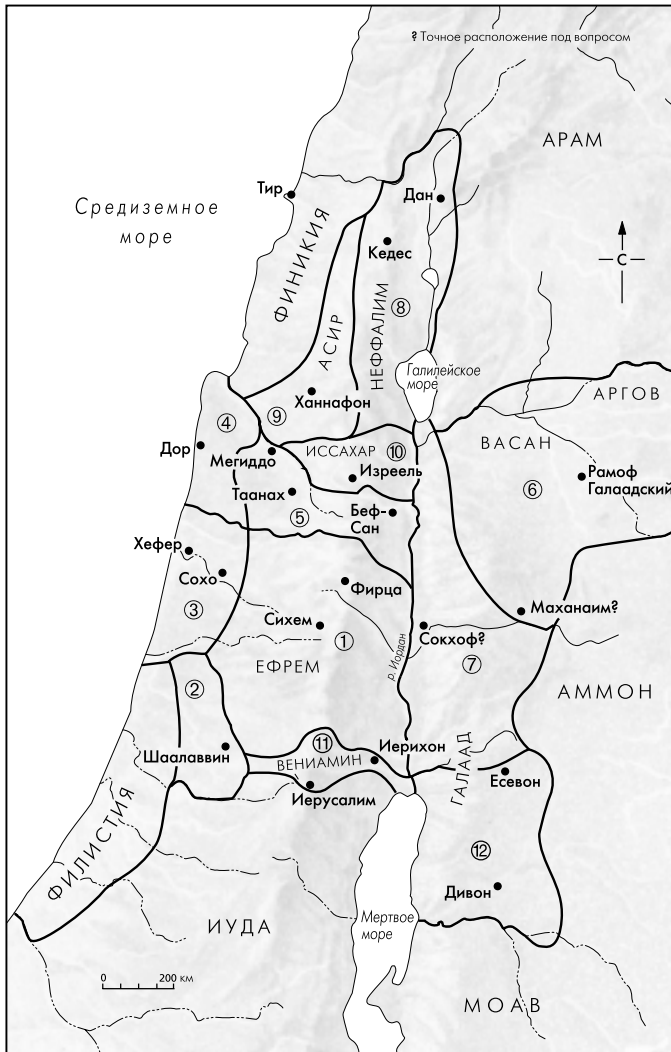 ? Точное расположение под вопросом
АРАМ
Средиземное
море
Тир
Дан
С
Кедес
ФИНИКИЯ
АСИР
НЕФФАЛИМ
8
Галилейское
море
АРГОВ
Ханнафон
4
9
ВАСАН
Дор
Мегиддо
ИССАХАР
10
Изреель
Рамоф
Галаадский
6
Таанах
5
Беф-
Сан
Хефер
Сохо
Фирца
3
Сихем
1
Маханаим?
Сокхоф?
р. Иордан
7
ЕФРЕМ
2
АММОН
Шаалаввин
11
ВЕНИАМИН
Иерихон
ГАЛААД
Есевон
Иерусалим
ФИЛИСТИЯ
12
Дивон
ИУДА
Мертвое
море
0 200 км
МОАВ